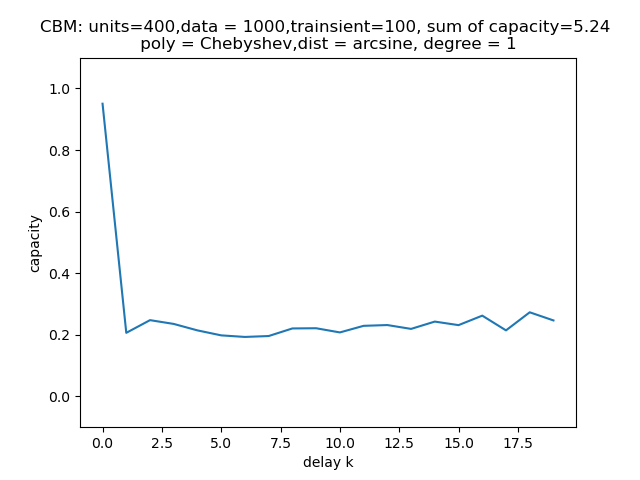 CBM: units=400,data = 1000,trainsient=100, sum of capacity=5.24
poly = Chebyshev,dist = arcsine, degree = 1
1.0
0.8
0.6
0.4
0.2
0.0
capacity
0.0 2.5 5.0 7.5 10.0 12.5 15.0 17.5
delay k